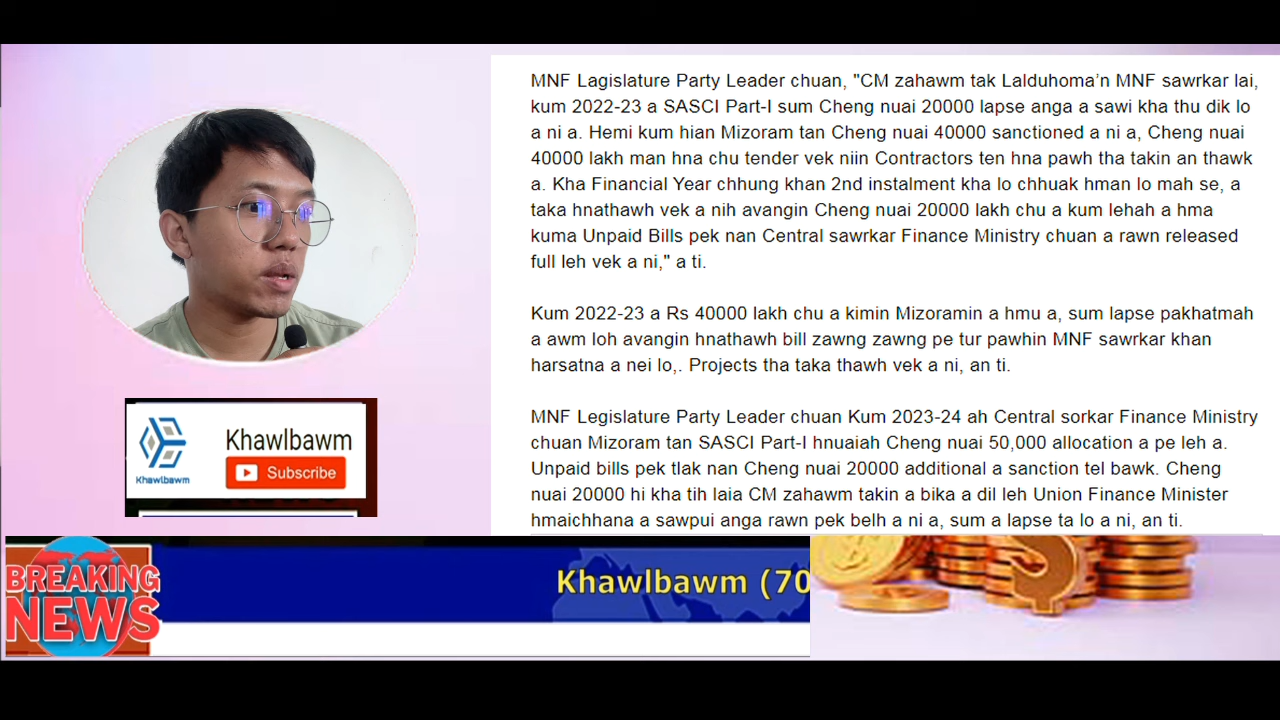 MNF Lagislature Party Leader chuan, "CM zahawm tak Lalduhoma’n MNF sawrkar lai,
kum 2022-23 a SASCI Part-I sum Cheng nuai 20000 lapse anga a sawi kha thu dik lo
a ni a. Hemi kum hian Mizoram tan Cheng nuai 40000 sanctioned a ni a, Cheng nuai
40000 lakh man hna chu tender vek niin Contractors ten hna pawh tha takin an thawk
a. Kha Financial Year chhung khan 2nd instalment kha lo chhuak hman lo mah se, a
taka hnathawh vek a nih avangin Cheng nuai 20000 lakh chu a kum lehah a hma
kuma Unpaid Bills pek nan Central sawrkar Finance Ministry chuan a rawn released
full leh vek a ni," a ti.
Kum 2022-23 a Rs 40000 lakh chu a kimin Mizoramin a hmu a, sum lapse pakhatmah
a awm loh avangin hnathawh bill zawng zawng pe tur pawhin MNF sawrkar khan
harsatna a nei lo,. Projects tha taka thawh vek a ni, an ti.
MNF Legislature Party Leader chuan Kum 2023-24 ah Central sorkar Finance Ministry
chuan Mizoram tan SASCI Part-I hnuaiah Cheng nuai 50,000 allocation a pe leh a.
Unpaid bills pek tlak nan Cheng nuai 20000 additional a sanction tel bawk. Cheng
nuai 20000 hi kha tih laia CM zahawm takin a bika a dil leh Union Finance Minister
hmaichhana a sawpui anga rawn pek belh a ni a, sum a lapse ta lo a ni, an ti.
Khawlbawm
Khawlbawm
Subscribe
BREAKING
NEWS
Khawlbawm (70